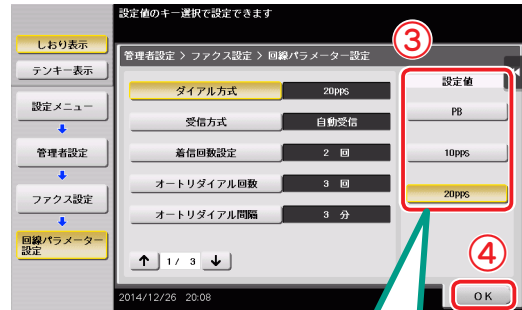 設定値のキー選択で設定できます
しおり表示
テンキー表示
設定メニュー
管理者設定
ファクス設定
回線パラメーター
設定
管理者設定 > ファクス設定 > 回線パラメーター設定
ダイアル方式 20pps
受信方式 自動受信
着信回数設定 2 回
オートリダイアル回数 3 回
オートリダイアル間隔 3 分
↑ 1/ 3 ↓
③
設定値
PB
10pps
20pps
④
2014/12/26 20:08
OK